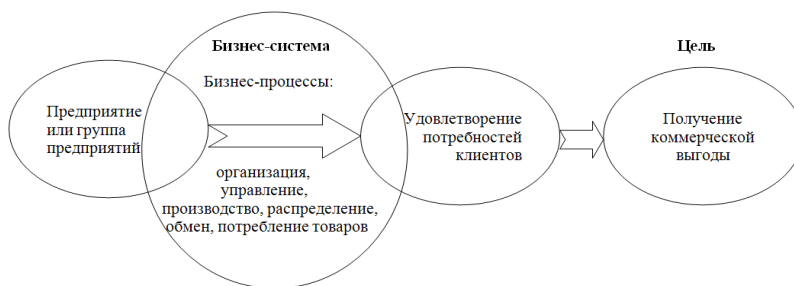 Бизнес-система
Цель
Бизнес-процессы:
Предприятие
или группа
предприятий
организация,
управление,
производство, распределение,
обмен, потребление товаров
Удовлетворение
потребностей
клиентов
Получение
коммерческой
выгоды